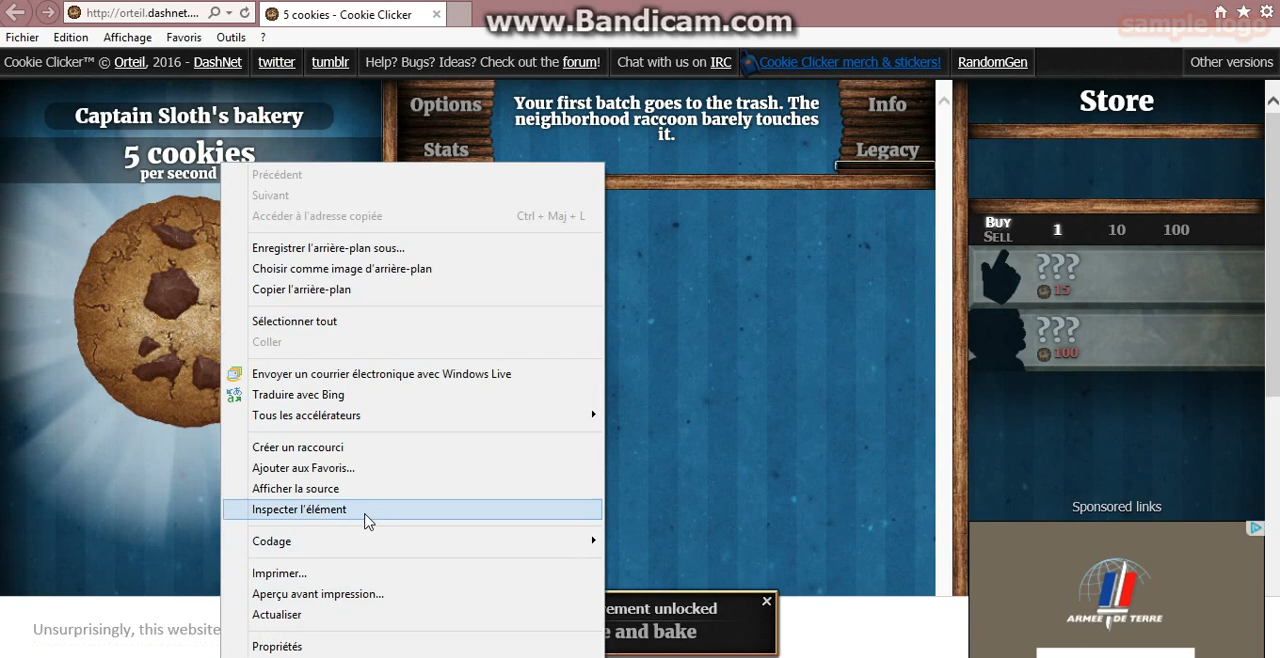 www.Bandicam.com
sample logo
http://orteil.dashnet....
5 cookies - Cookie Clicker
Fichier Edition Affichage Favoris Outils ?
Cookie Clicker™ © Orteil, 2016 - DashNet
twitter
tumblr
Help? Bugs? Ideas? Check out the forum!
Chat with us on IRC
Cookie Clicker merch & stickers!
RandomGen
Other versions
Captain Sloth's bakery
5 cookies
per second
Options
Stats
Your first batch goes to the trash. The
neighborhood raccoon barely touches
it.
Info
Legacy
Précédent
Suivant
Accéder à l'adresse copiée Ctrl + Maj + L
Enregistrer l'arrière-plan sous...
Choisir comme image d'arrière-plan
Copier l'arrière-plan
Sélectionner tout
Coller
Envoyer un courrier électronique avec Windows Live
Traduire avec Bing
Tous les accélérateurs
Créer un raccourci
Ajouter aux Favoris...
Afficher la source
Inspecter l'élément
Codage
Imprimer...
Aperçu avant impression...
Actualiser
Propriétés
Store
BUY
SELL
1 10 100
???
15
???
100
Sponsored links
ARMEE DE TERRE
Unsurprisingly, this website
unlocked
and bake